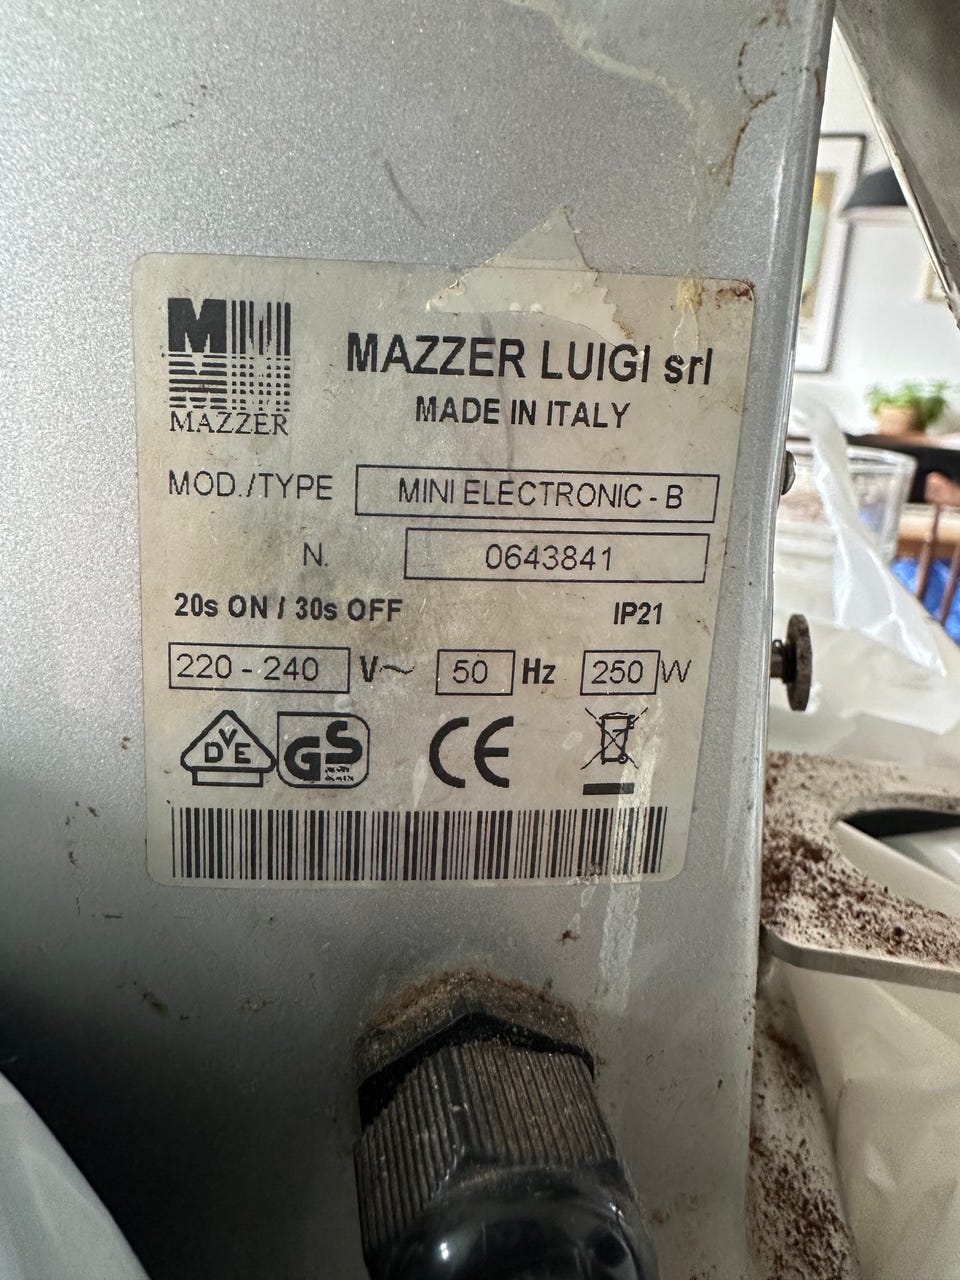 M
MAZZER
MAZZER LUIGI srl
MADE IN ITALY
MOD./TYPE MINI ELECTRONIC - B
N. 0643841
20s ON / 30s OFF IP21
220 - 240 V~ 50 Hz 250 W
DVE GS CE